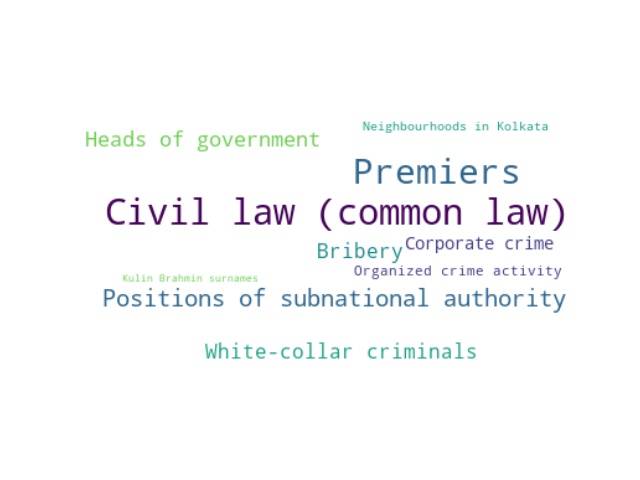 Neighbourhoods in Kolkata
Heads of government
Premiers
Civil law (common law)
Bribery
Corporate crime
Organized crime activity
Kulin Brahmin surnames
Positions of subnational authority
White-collar criminals